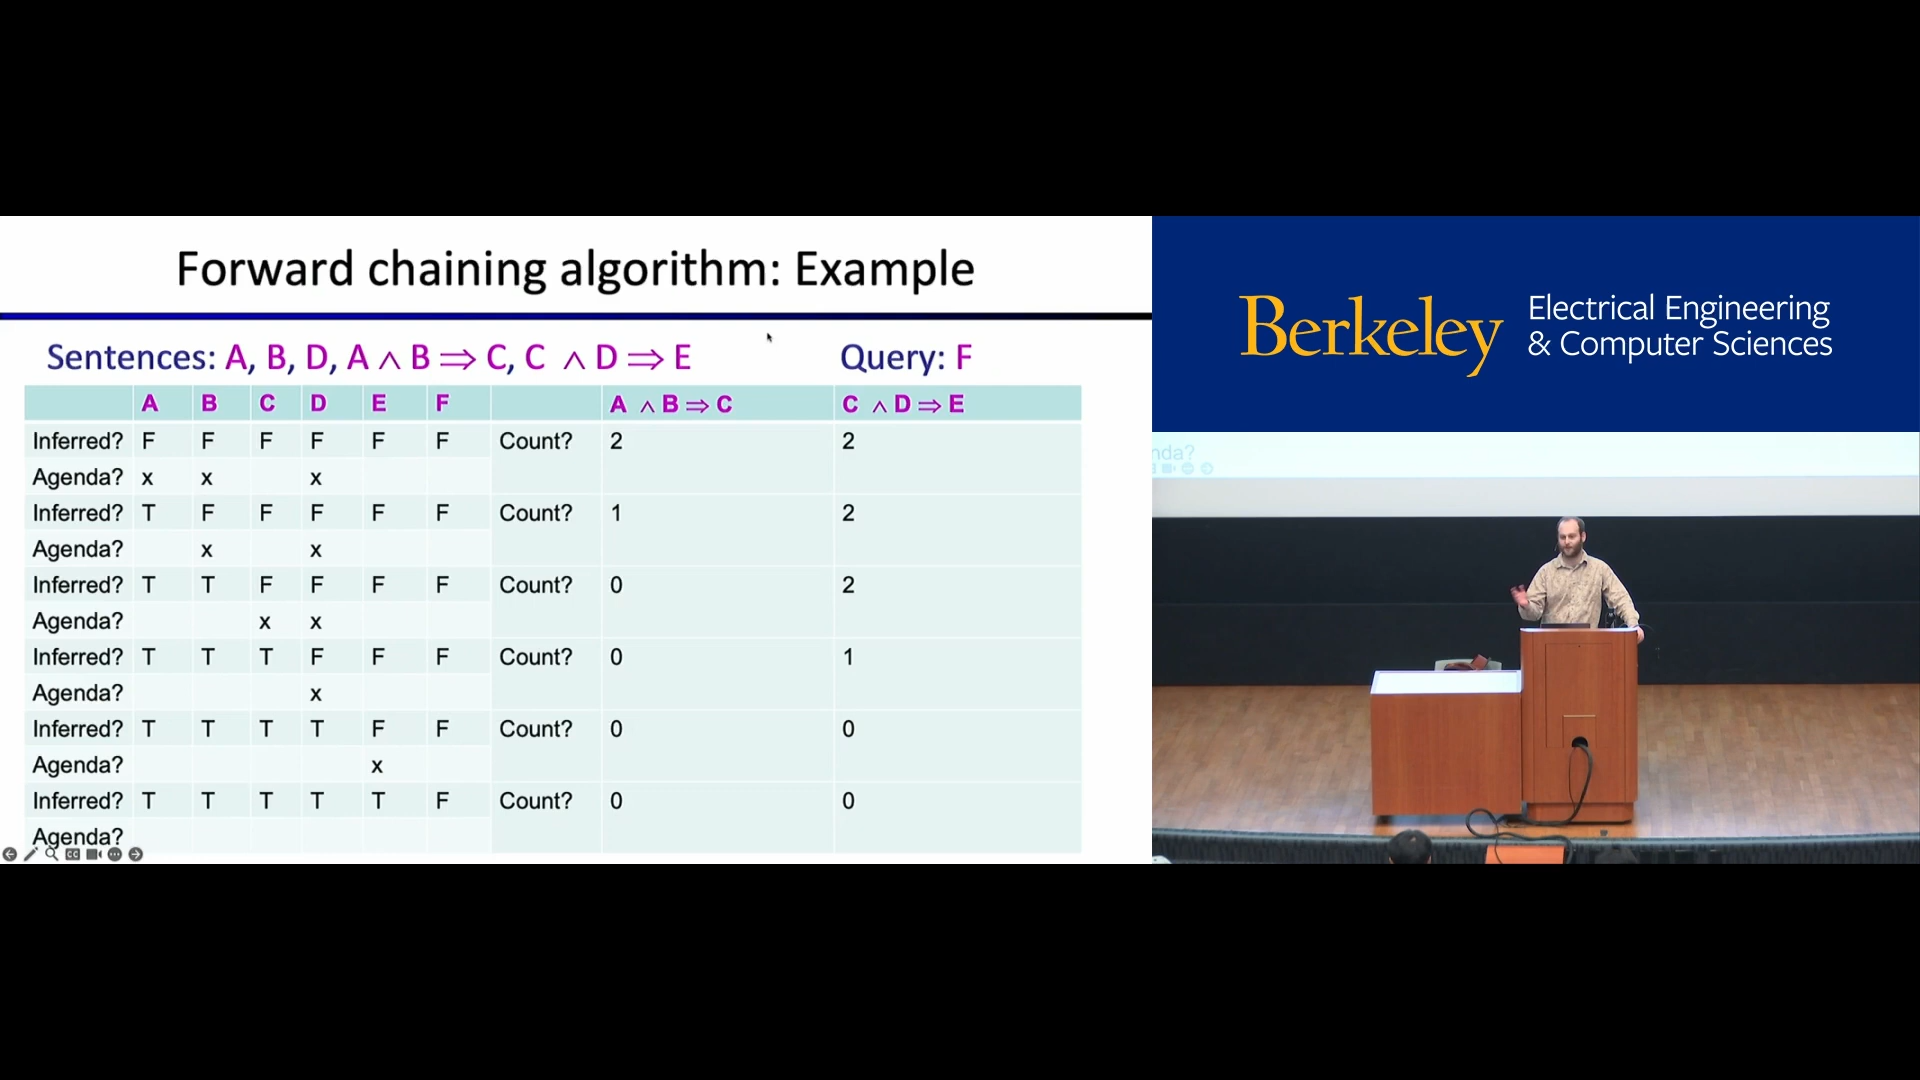 Forward chaining algorithm: Example
Sentences: A, B, D, A ∧ B ⇒ C, C ∧ D ⇒ E Query: F
A B C D E F A ∧ B ⇒ C C ∧ D ⇒ E
Inferred? F F F F F F Count? 2 2
Agenda? x x x
Inferred? T F F F F F Count? 1 2
Agenda? x x
Inferred? T T F F F F Count? 0 2
Agenda? x x
Inferred? T T T F F F Count? 0 1
Agenda? x
Inferred? T T T T F F Count? 0 0
Agenda? x
Inferred? T T T T T F Count? 0 0
Agenda?
Berkeley
Electrical Engineering
& Computer Sciences
nda?